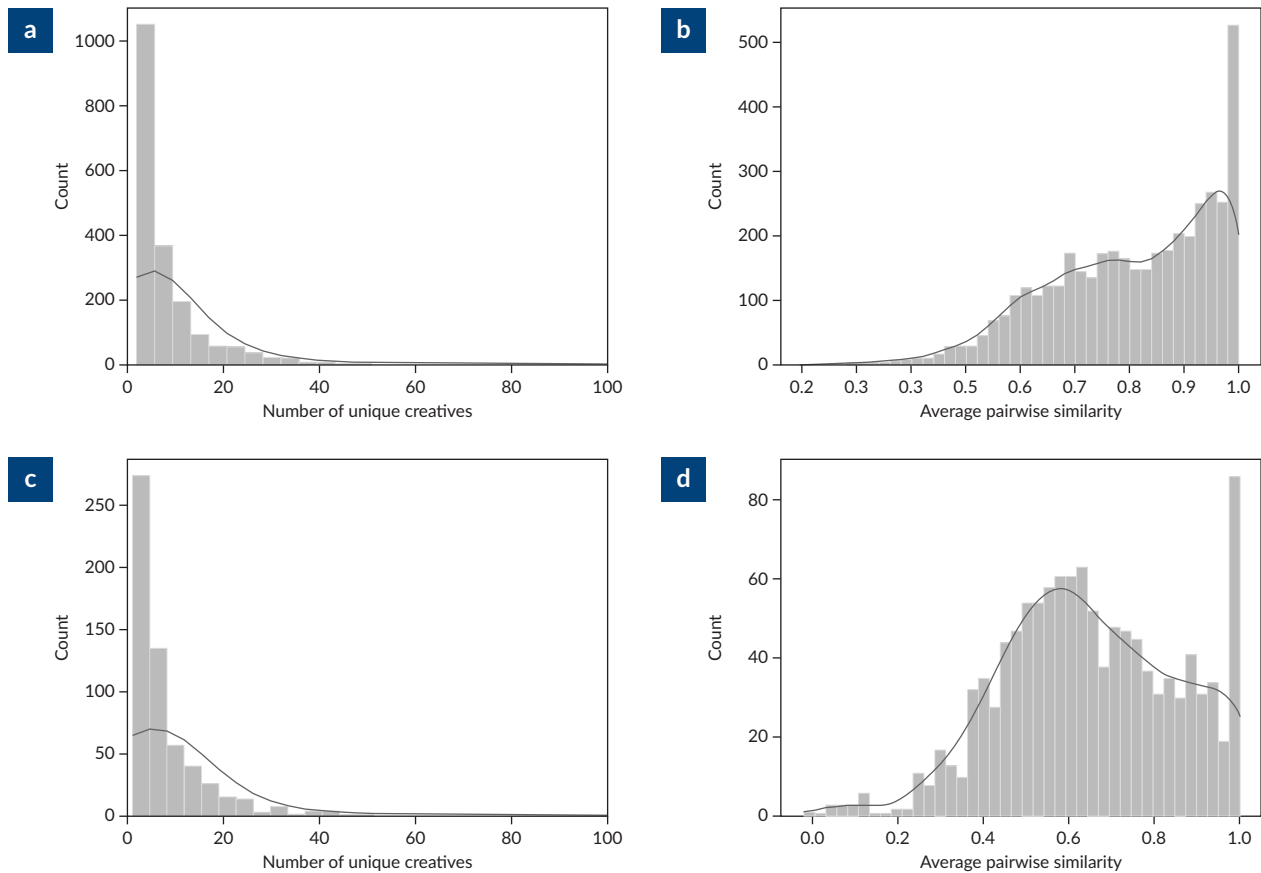 a
1000
800
600
400
200
0
Count
0 20 40 60 80 100
Number of unique creatives
b
500
400
300
200
100
0
Count
0.2 0.3 0.3 0.5 0.6 0.7 0.8 0.9 1.0
Average pairwise similarity
c
250
200
150
100
50
0
Count
0 20 40 60 80 100
Number of unique creatives
d
80
60
40
20
0
Count
0.0 0.2 0.4 0.6 0.8 1.0
Average pairwise similarity